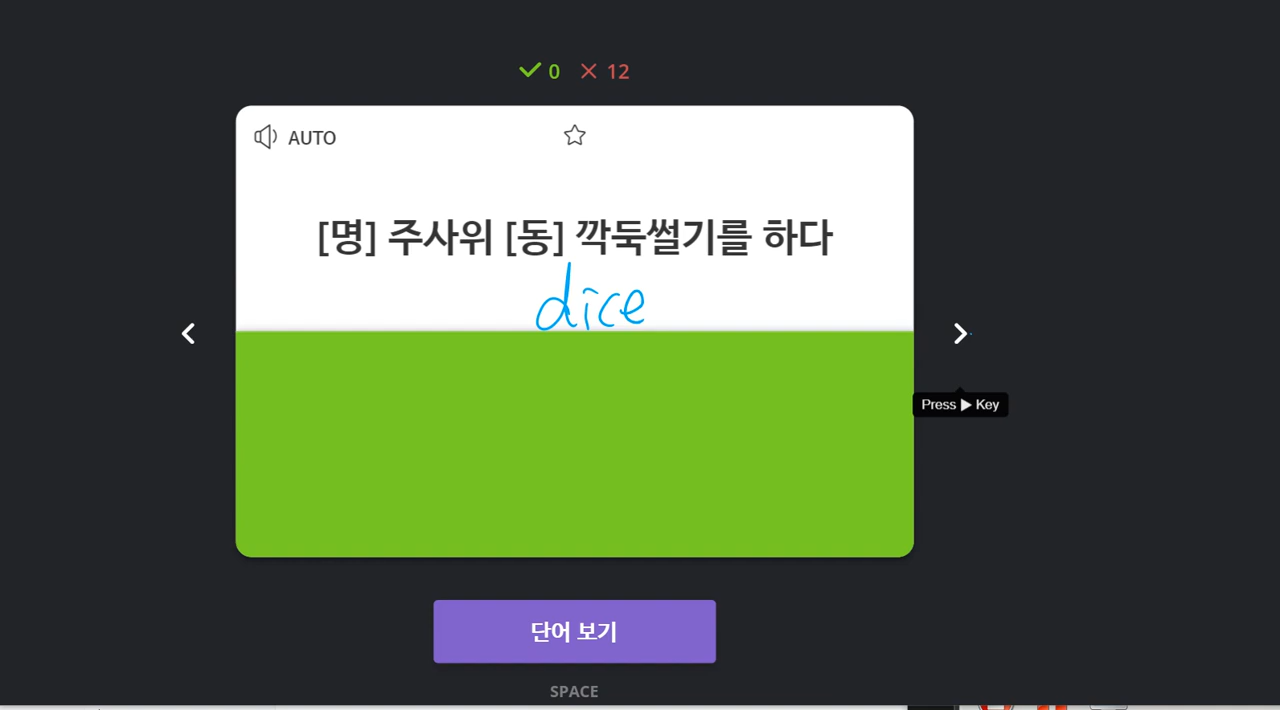 0 12
AUTO
[명] 주사위 [동] 깍둑썰기를 하다
dice
Press ▶ Key
단어 보기
SPACE